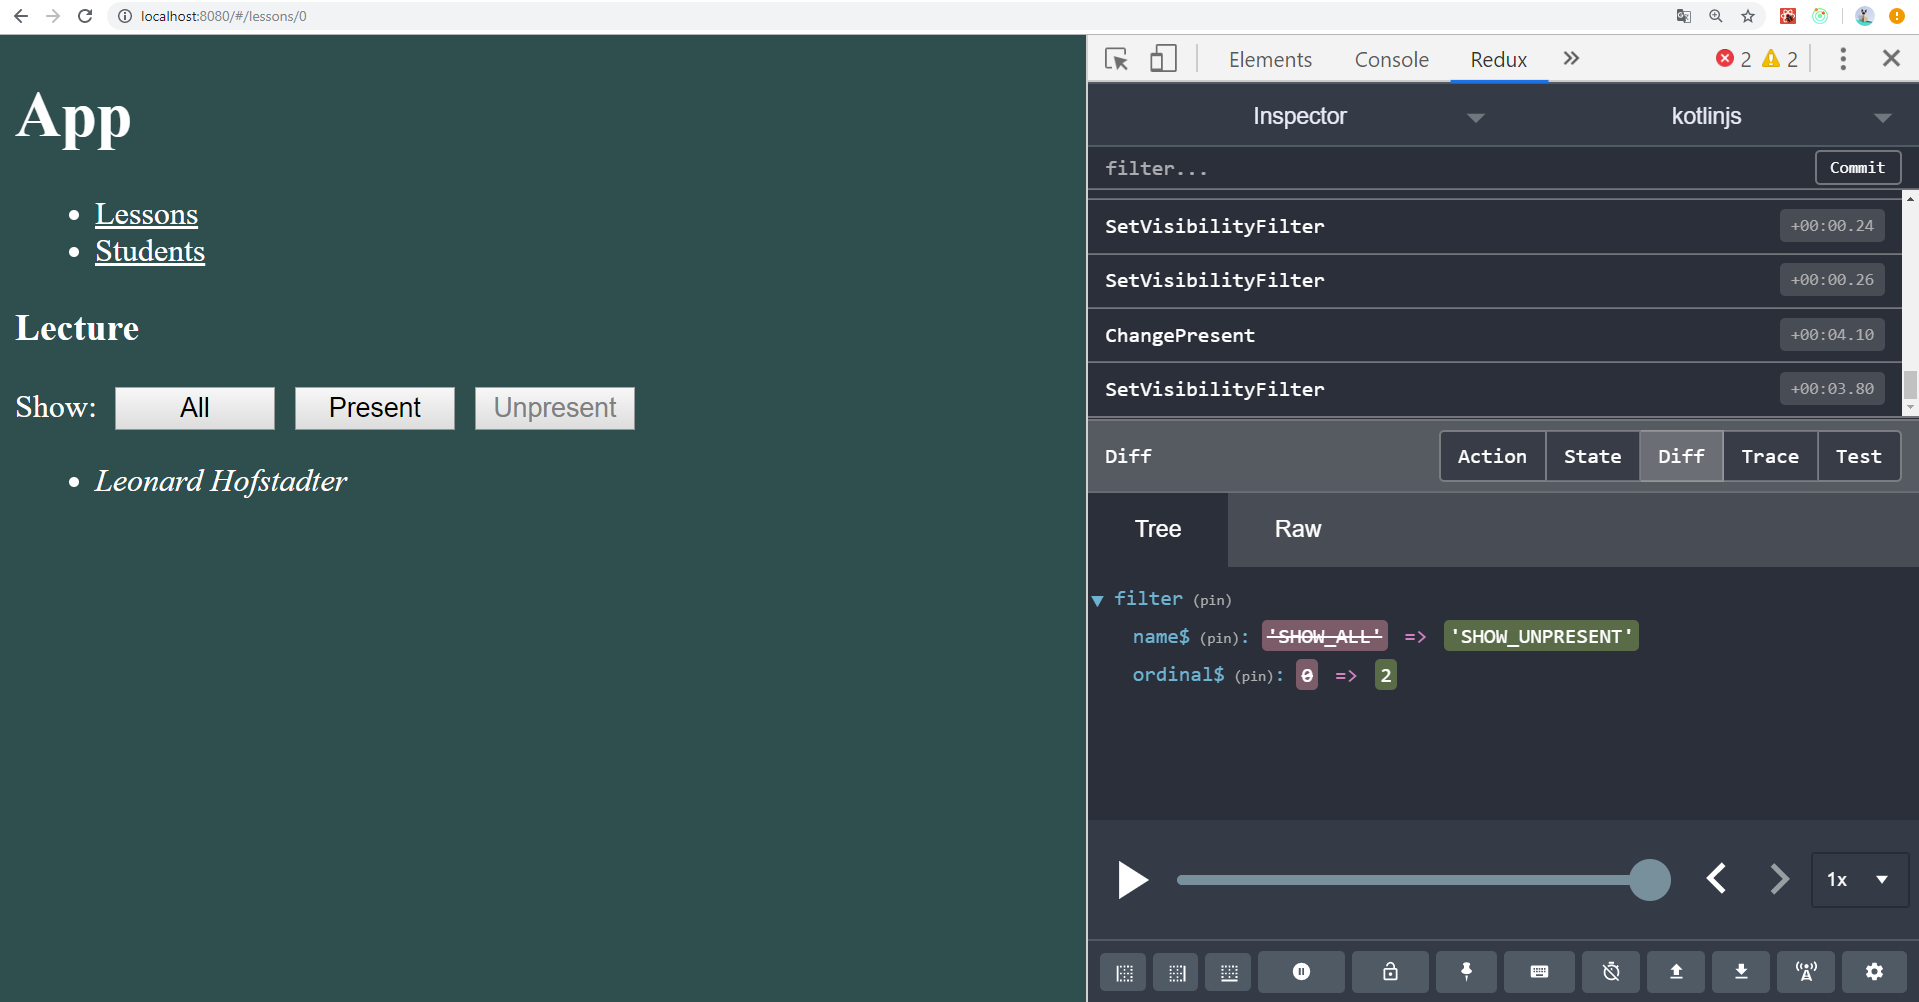 localhost:8080/#/lessons/0
App
Lessons
Students
Lecture
Show: All Present Unpresent
Leonard Hofstadter
Elements Console Redux 2 2
Inspector kotlinjs
filter... Commit
SetVisibilityFilter +00:00.24
SetVisibilityFilter +00:00.26
ChangePresent +00:04.10
SetVisibilityFilter +00:03.80
Diff Action State Diff Trace Test
Tree Raw
filter (pin)
name$ (pin): 'SHOW_ALL' => 'SHOW_UNPRESENT'
ordinal$ (pin): 0 => 2
1x